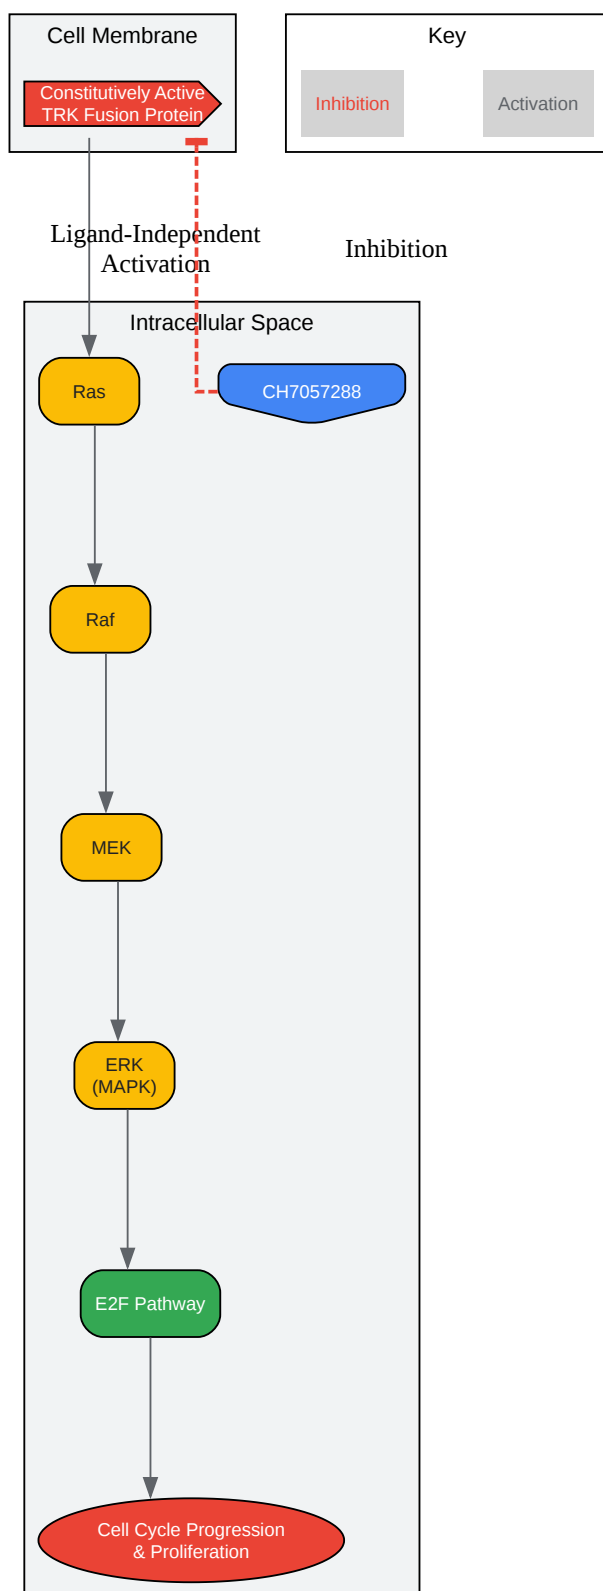 Cell Membrane
Constitutively Active
TRK Fusion Protein
Key
Inhibition
Activation
Ligand-Independent
Activation
Inhibition
Intracellular Space
Ras
CH7057288
Raf
MEK
ERK
(MAPK)
E2F Pathway
Cell Cycle Progression
& Proliferation